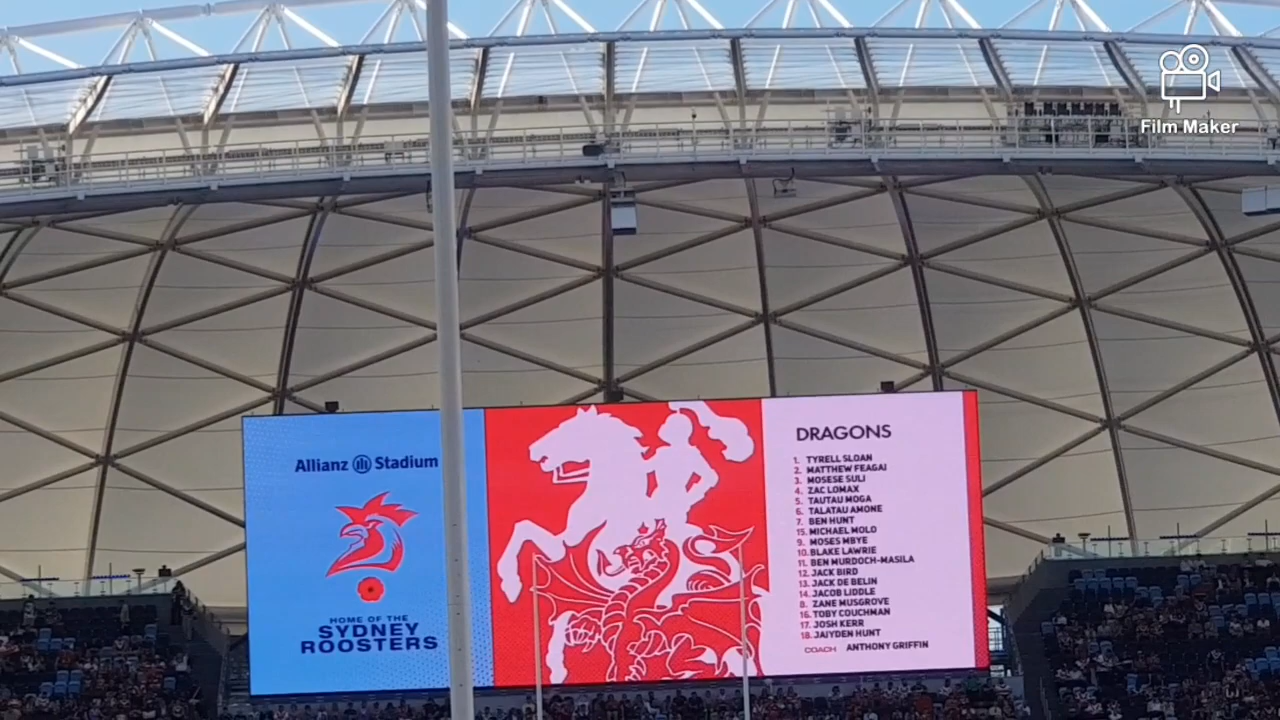 Film Maker
Allianz Stadium
HOME OF THE
SYDNEY
ROOSTERS
DRAGONS
1. TYRELL SLOAN
2. MATTHEW FEAGAI
3. MOSESE SULI
4. ZAC LOMAX
5. TAUTAU MOGA
6. TALATAU AMONE
7. BEN HUNT
15. MICHAEL MOLO
9. MOSES MBYE
10. BLAKE LAWRIE
11. BEN MURDOCH-MASILA
12. JACK BIRD
13. JACK DE BELIN
14. JACOB LIDDLE
8. ZANE MUSGROVE
16. TOBY COUCHMAN
17. JOSH KERR
18. JAIYDEN HUNT
COACH ANTHONY GRIFFIN